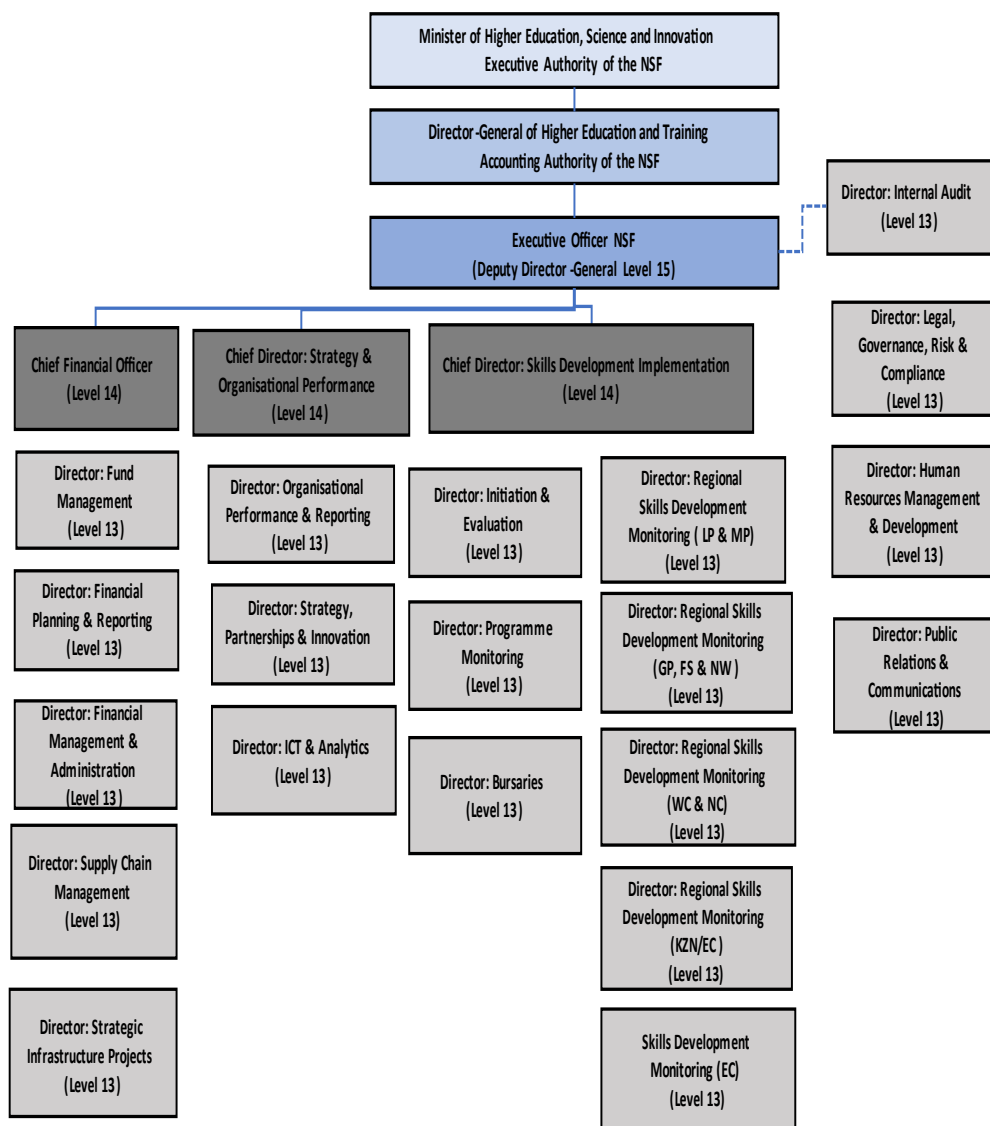 Minister of Higher Education, Science and Innovation
Executive Authority of the NSF
Director-General of Higher Education and Training
Accounting Authority of the NSF
Executive Officer NSF
(Deputy Director -General Level 15)
Director: Internal Audit
(Level 13)
Chief Financial Officer
(Level 14)
Chief Director: Strategy &
Organisational Performance
(Level 14)
Chief Director: Skills Development Implementation
(Level 14)
Director: Legal,
Governance, Risk &
Compliance
(Level 13)
Director: Fund
Management
(Level 13)
Director: Financial
Planning & Reporting
(Level 13)
Director: Financial
Management &
Administration
(Level 13)
Director: Supply Chain
Management
(Level 13)
Director: Strategic
Infrastructure Projects
(Level 13)
Director: Organisational
Performance & Reporting
(Level 13)
Director: Strategy,
Partnerships & Innovation
(Level 13)
Director: ICT & Analytics
(Level 13)
Director: Initiation &
Evaluation
(Level 13)
Director: Programme
Monitoring
(Level 13)
Director: Bursaries
(Level 13)
Director: Regional
Skills Development
Monitoring ( LP & MP)
(Level 13)
Director: Regional Skills
Development Monitoring
(GP, FS & NW )
(Level 13)
Director: Regional Skills
Development Monitoring
(WC & NC)
(Level 13)
Director: Regional Skills
Development Monitoring
(KZN/EC )
(Level 13)
Skills Development
Monitoring (EC)
(Level 13)
Director: Human
Resources Management
& Development
(Level 13)
Director: Public
Relations &
Communications
(Level 13)